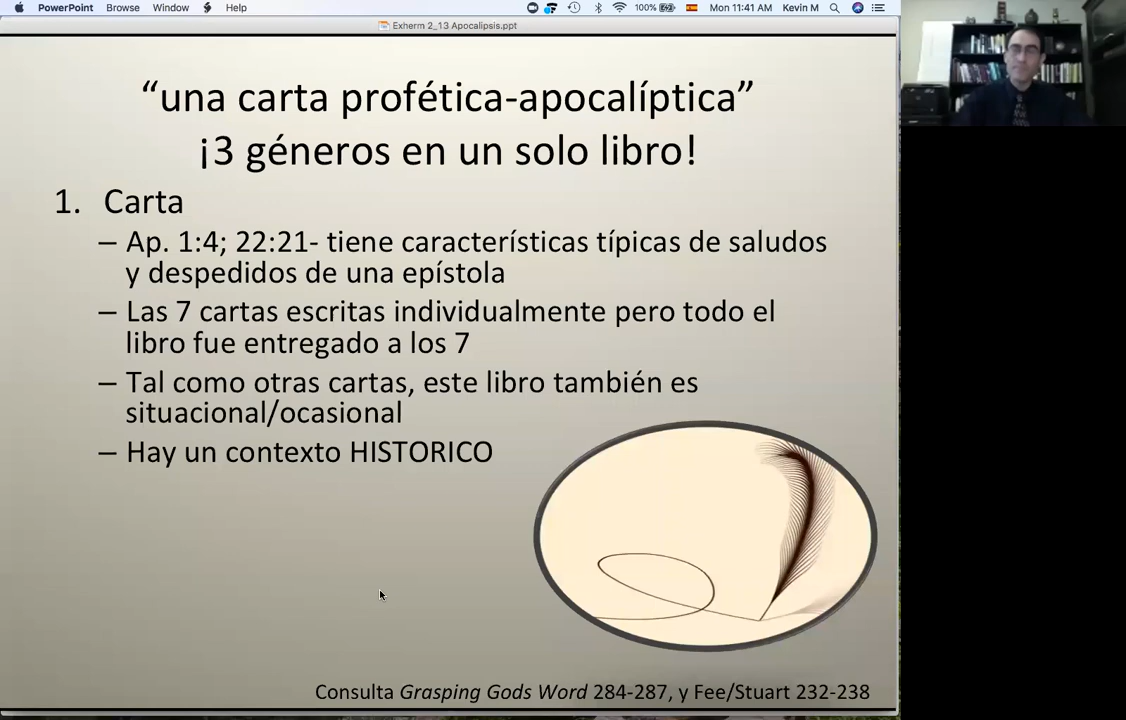 PowerPoint Browse Window Help 100% Mon 11:41 AM Kevin M
Exherm 2_13 Apocalipsis.ppt
“una carta profética-apocalíptica”
¡3 géneros en un solo libro!
1. Carta
– Ap. 1:4; 22:21- tiene características típicas de saludos
y despedidos de una epístola
– Las 7 cartas escritas individualmente pero todo el
libro fue entregado a los 7
– Tal como otras cartas, este libro también es
situacional/ocasional
– Hay un contexto HISTORICO
Consulta Grasping Gods Word 284-287, y Fee/Stuart 232-238